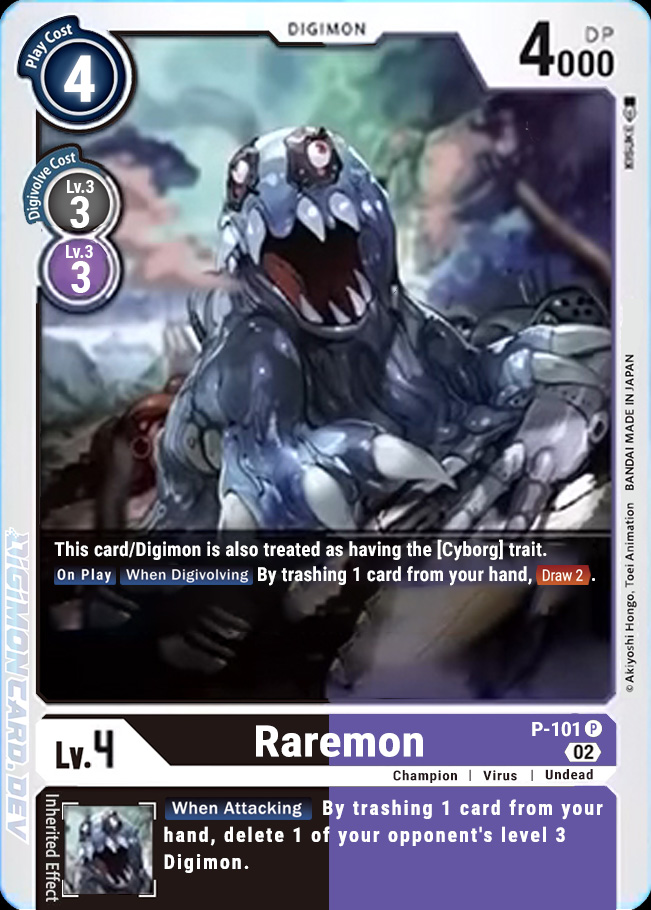 DIGIMON
Play Cost
4
DP
4000
Digivolve Cost
Lv.3
3
Lv.3
3
© Akiyoshi Hongo, Toei Animation BANDAI MADE IN JAPAN
This card/Digimon is also treated as having the [Cyborg] trait.
On Play When Digivolving By trashing 1 card from your hand, Draw 2 .
DIGIMONCARD.DEV
Lv.4
Raremon
P-101 P
02
Champion | Virus | Undead
Inherited Effect
When Attacking By trashing 1 card from your
hand, delete 1 of your opponent's level 3
Digimon.